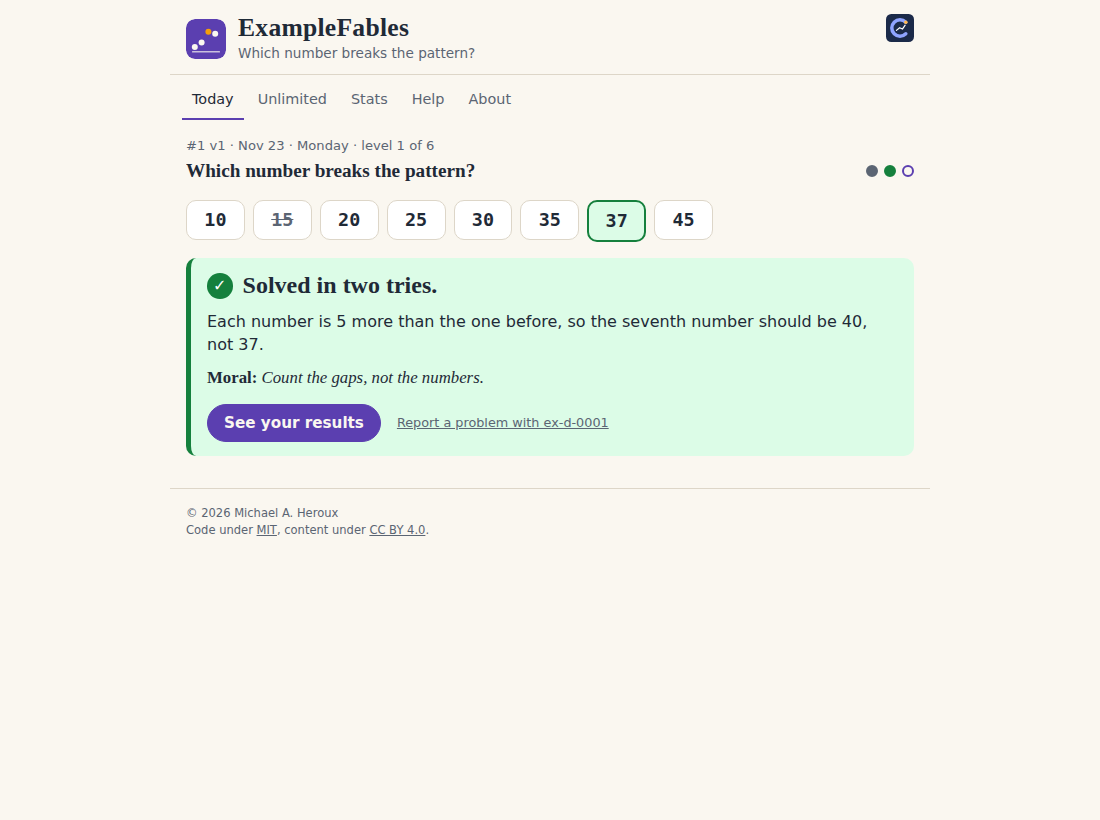 ExampleFables
Which number breaks the pattern?
Today Unlimited Stats Help About
#1 v1 · Nov 23 · Monday · level 1 of 6
Which number breaks the pattern?
10 15 20 25 30 35 37 45
✓ Solved in two tries.
Each number is 5 more than the one before, so the seventh number should be 40,
not 37.
Moral: Count the gaps, not the numbers.
See your results Report a problem with ex-d-0001
© 2026 Michael A. Heroux
Code under MIT, content under CC BY 4.0.